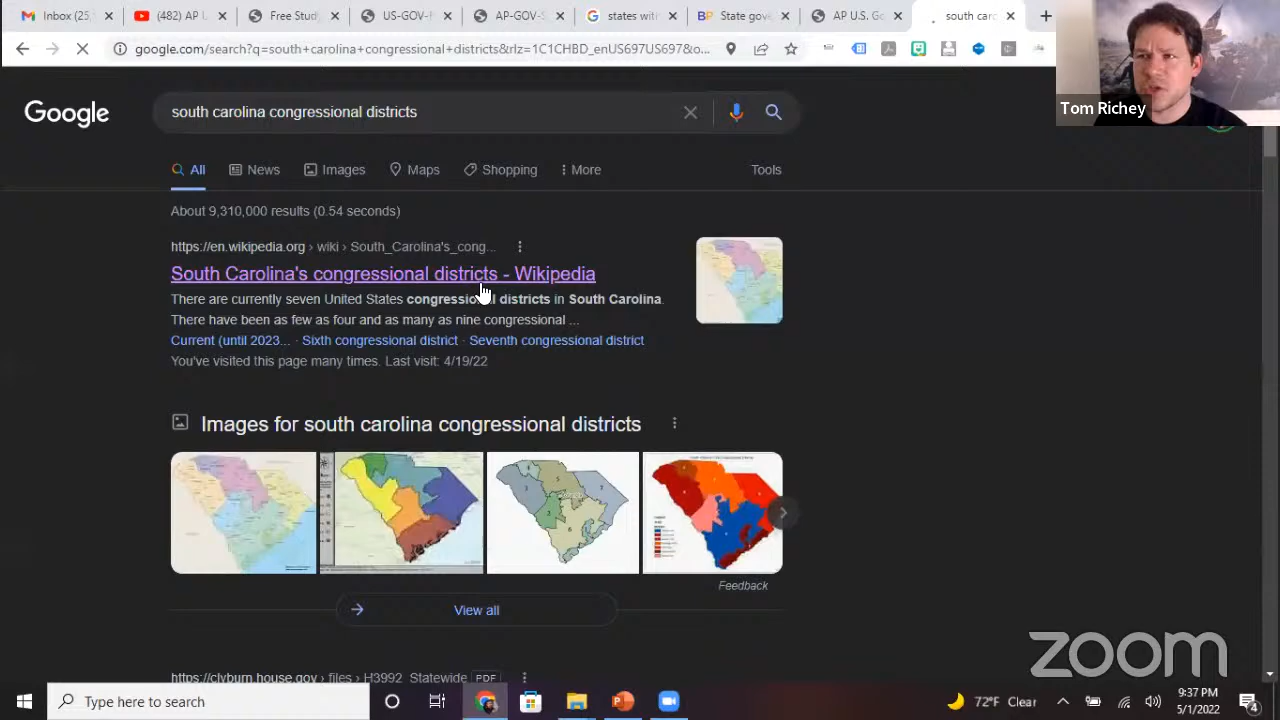 Inbox (25,
(482) AP U
Free Stud
US-GOV-
AP-GOV-S
states with
State gove
AP U.S. Go
south caro
google.com/search?q=south+carolina+congressional+districts&rlz=1C1CHBD_enUS697US697&o...
Tom Richey
Google
south carolina congressional districts
All
News
Images
Maps
Shopping
More
Tools
About 9,310,000 results (0.54 seconds)
https://en.wikipedia.org › wiki › South_Carolina's_cong...
South Carolina's congressional districts - Wikipedia
There are currently seven United States congressional districts in South Carolina.
There have been as few as four and as many as nine congressional ...
Current (until 2023... · Sixth congressional district · Seventh congressional district
You've visited this page many times. Last visit: 4/19/22
Images for south carolina congressional districts
Feedback
View all
https://clyburn.house.gov › files › H3992_Statewide PDF
zoom
Type here to search
72°F Clear
9:37 PM
5/1/2022
4